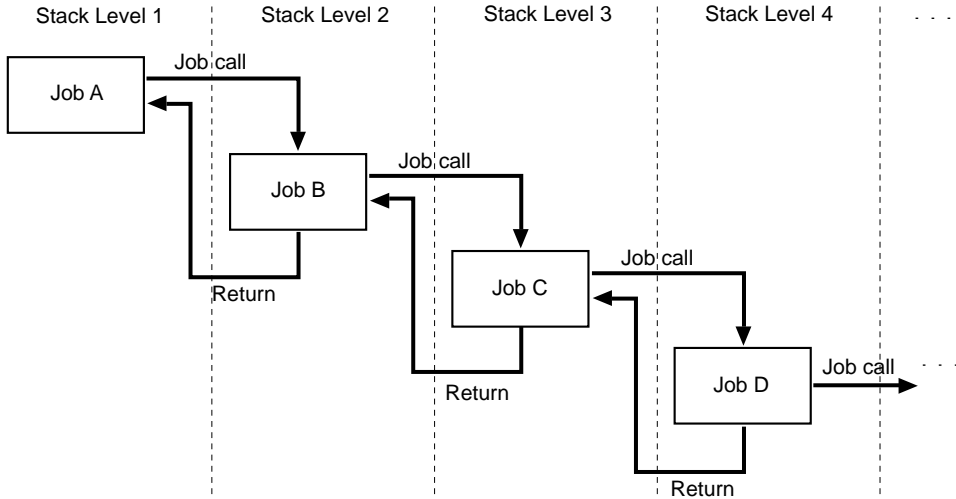 Stack Level 1
Stack Level 2
Stack Level 3
Stack Level 4
. . . .
Job call
Job A
Job call
Job B
Job call
Return
Job C
Job call
. . .
Job D
Return
Return